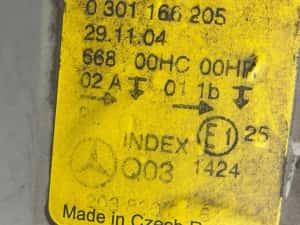 0 301 166 205
29.11.04
668 00HC 00HR
02 A 01 1b
INDEX E1 25
Q03 1424
Made in Czech